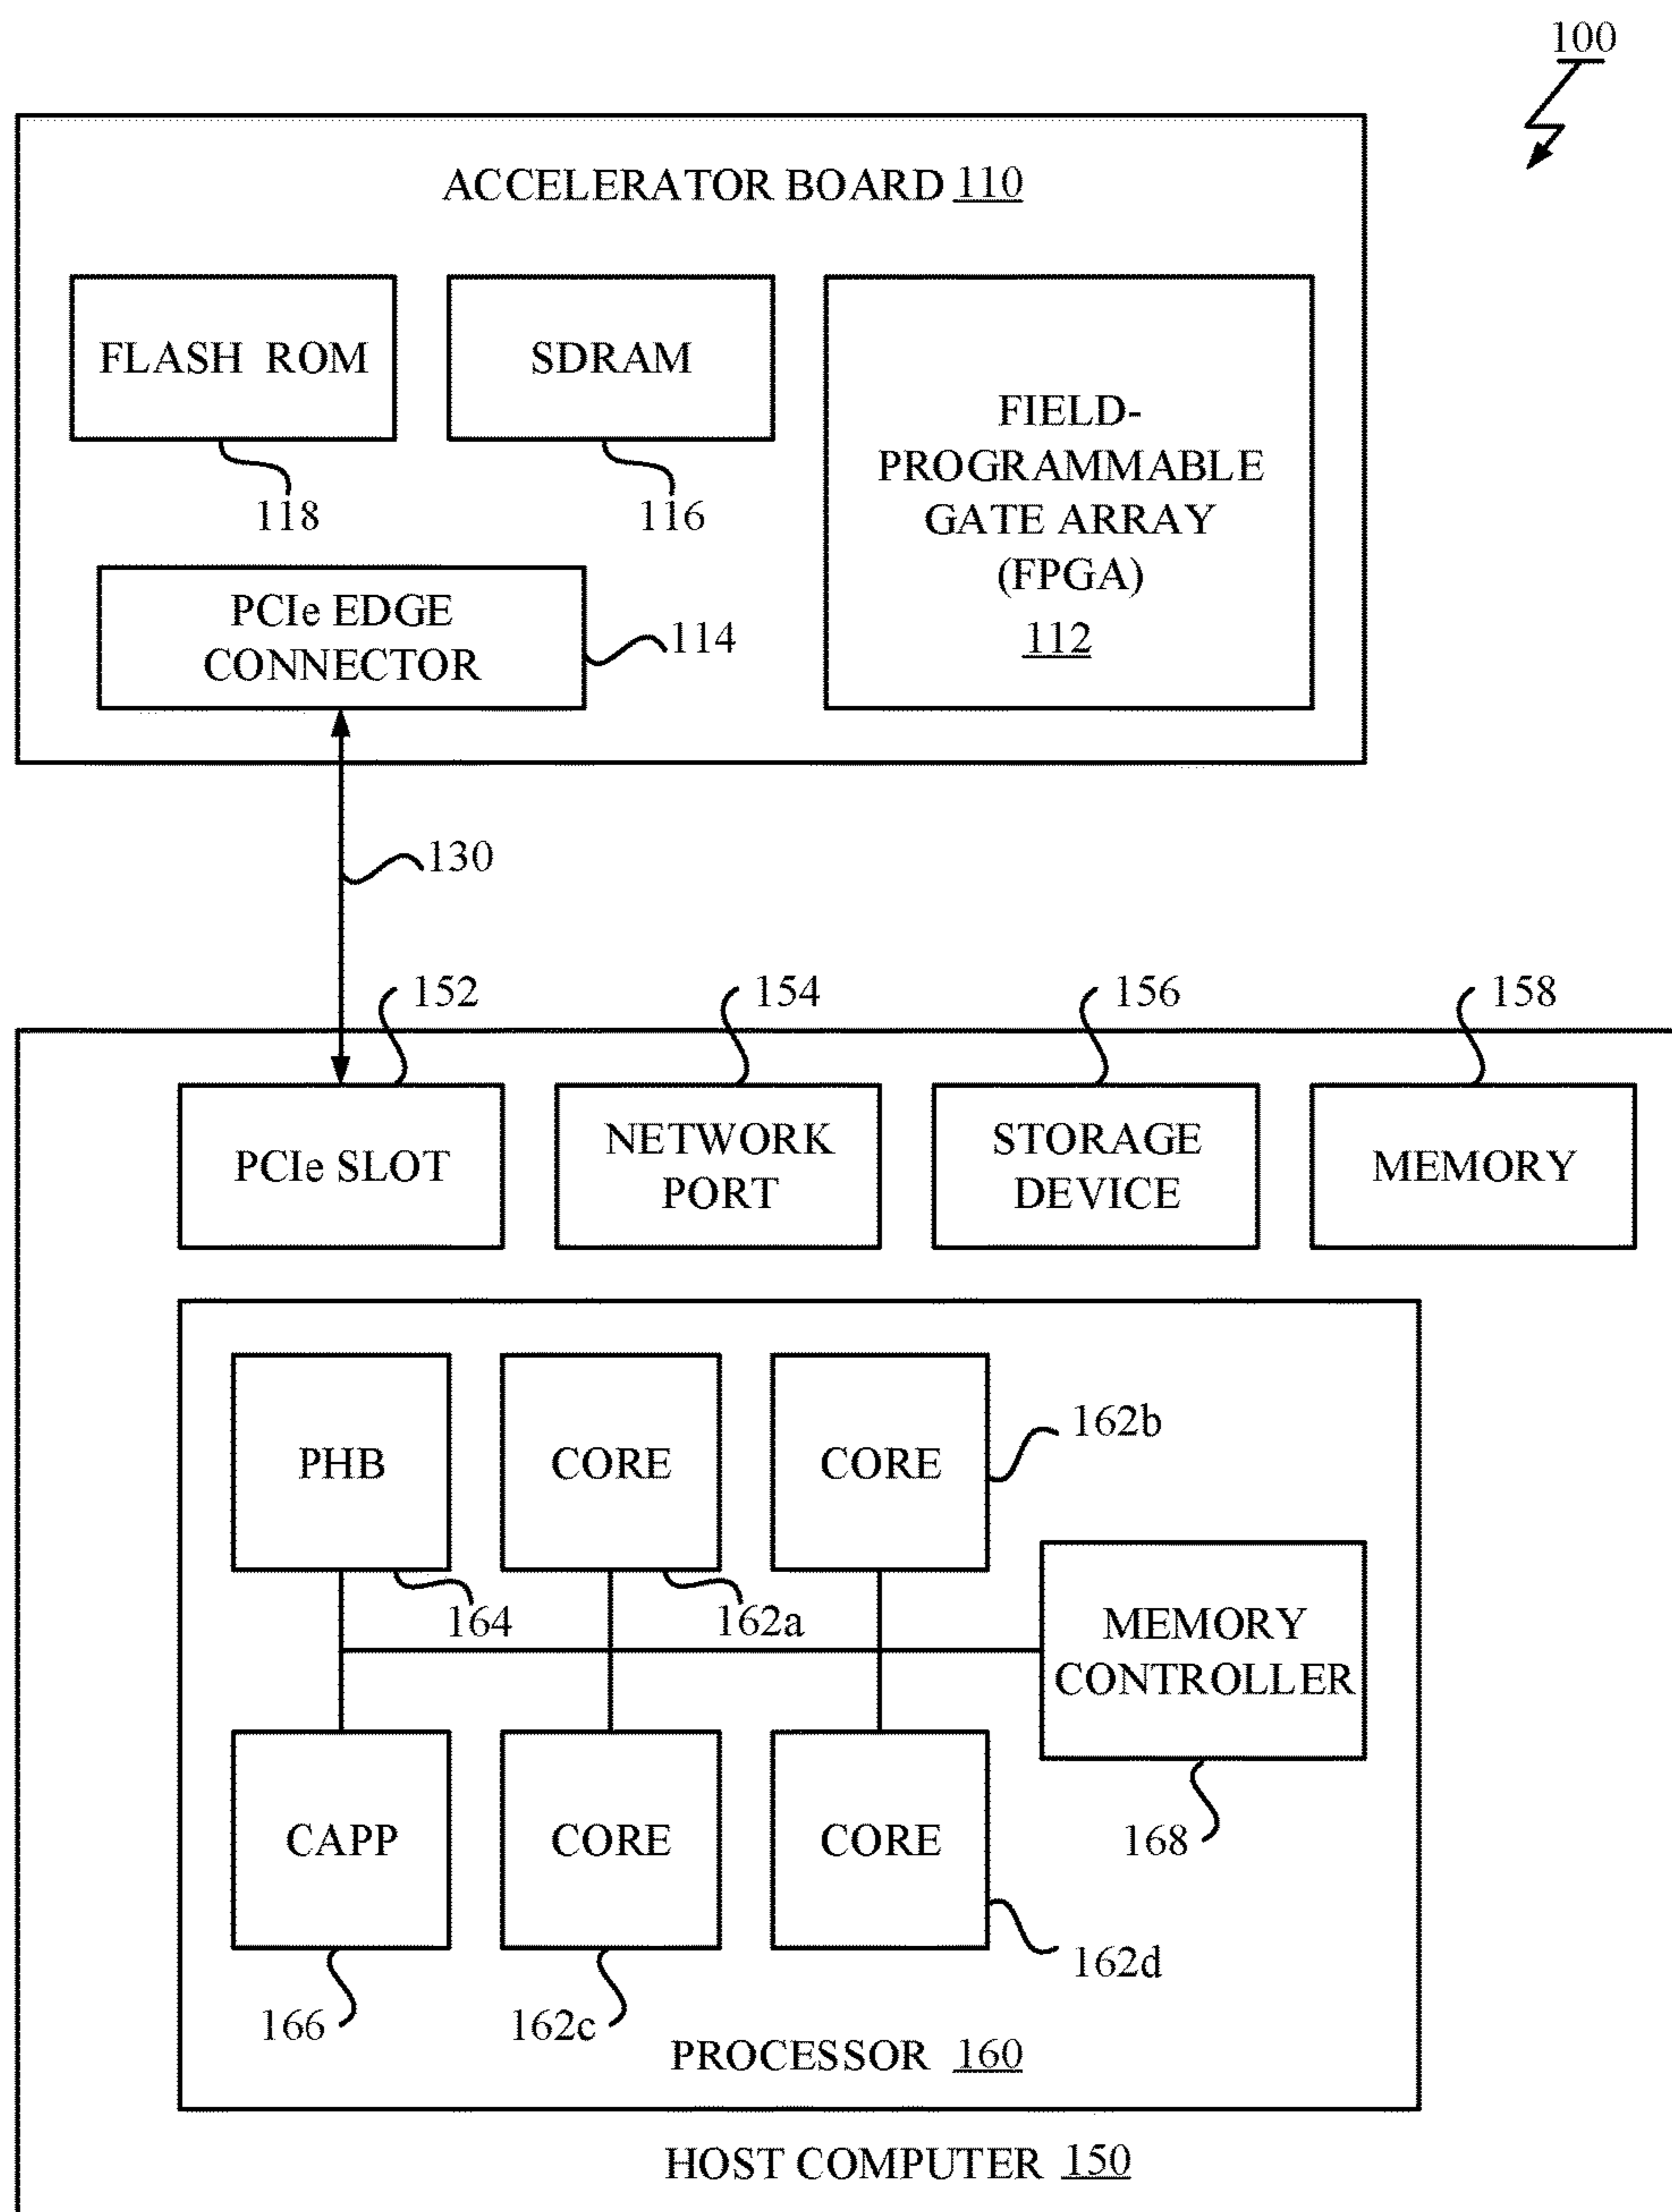 100
ACCELERATOR BOARD 110
FLASH ROM
118
SDRAM
116
FIELD-
PROGRAMMABLE
GATE ARRAY
(FPGA)
112
PCIe EDGE
CONNECTOR
114
130
152
154
156
158
PCIe SLOT
NETWORK
PORT
STORAGE
DEVICE
MEMORY
PHB
164
CORE
162a
CORE
162b
MEMORY
CONTROLLER
168
CAPP
166
CORE
162c
CORE
162d
PROCESSOR 160
HOST COMPUTER 150